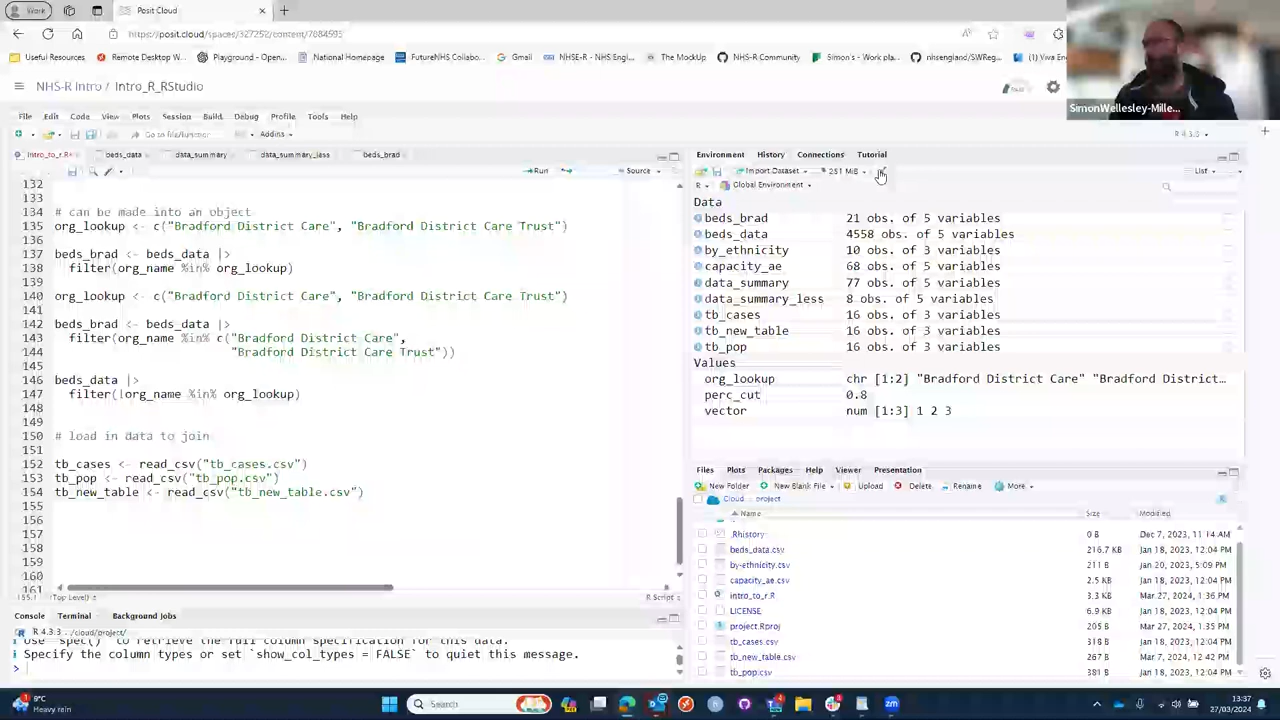 Work
Posit Cloud
https://posit.cloud/spaces/327252/content/7884595
Useful Resources
Remote Desktop W...
Playground - Open...
National Homepage
FutureNHS Collabo...
Gmail
NHSE-R - NHS Engl...
The MockUp
NHS-R Community
Simon's - Work pla...
nhsengland/SWReg...
NHS-R Intro / Intro_R_RStudio
SimonWellesley-Mille...
File Edit Code View Plots Session Build Debug Profile Tools Help
Go to file/function
Addins
R 4.3.3
beds_data
data_summary
data_summary_less
beds_brad
Run
Source
132
133
134 # can be made into an object
135 org_lookup <- c("Bradford District Care", "Bradford District Care Trust")
136
137 beds_brad <- beds_data |>
138 filter(org_name %in% org_lookup)
139
140 org_lookup <- c("Bradford District Care", "Bradford District Care Trust")
141
142 beds_brad <- beds_data |>
143 filter(org_name %in% c("Bradford District Care",
144 "Bradford District Care Trust"))
145
146 beds_data |>
147 filter(!org_name %in% org_lookup)
148
149
150 # load in data to join
151
152 tb_cases <- read_csv("tb_cases.csv")
153 tb_pop <- read_csv("tb_pop.csv")
154 tb_new_table <- read_csv("tb_new_table.csv")
155
156
157
158
159
160
161
155:1 (Top Level)
R Script
Console Terminal Background Jobs
R 4.3.3 . /cloud/project/
i Use `spec()` to retrieve the full column specification for this data.
i Specify the column types or set `show_col_types = FALSE` to quiet this message.
>
Environment History Connections Tutorial
Import Dataset
251 MiB
List
R Global Environment
Data
beds_brad 21 obs. of 5 variables
beds_data 4558 obs. of 5 variables
by_ethnicity 10 obs. of 3 variables
capacity_ae 68 obs. of 5 variables
data_summary 77 obs. of 5 variables
data_summary_less 8 obs. of 5 variables
tb_cases 16 obs. of 3 variables
tb_new_table 16 obs. of 3 variables
tb_pop 16 obs. of 3 variables
Values
org_lookup chr [1:2] "Bradford District Care" "Bradford District...
perc_cut 0.8
vector num [1:3] 1 2 3
Files Plots Packages Help Viewer Presentation
New Folder New Blank File Upload Delete Rename More
Cloud project
Name Size Modified
.Rhistory 0 B Dec 7, 2023, 11:14 AM
beds_data.csv 216.7 KB Jan 18, 2023, 12:04 PM
by-ethnicity.csv 211 B Jan 20, 2023, 5:09 PM
capacity_ae.csv 2.5 KB Jan 18, 2023, 12:04 PM
intro_to_r.R 3.3 KB Mar 27, 2024, 1:36 PM
LICENSE 6.9 KB Jan 18, 2023, 12:04 PM
project.Rproj 205 B Mar 27, 2024, 1:35 PM
tb_cases.csv 318 B Jan 18, 2023, 12:04 PM
tb_new_table.csv 267 B Mar 7, 2024, 12:42 PM
tb_pop.csv 381 B Jan 18, 2023, 12:04 PM
9°C
Heavy rain
Search
13:37
27/03/2024